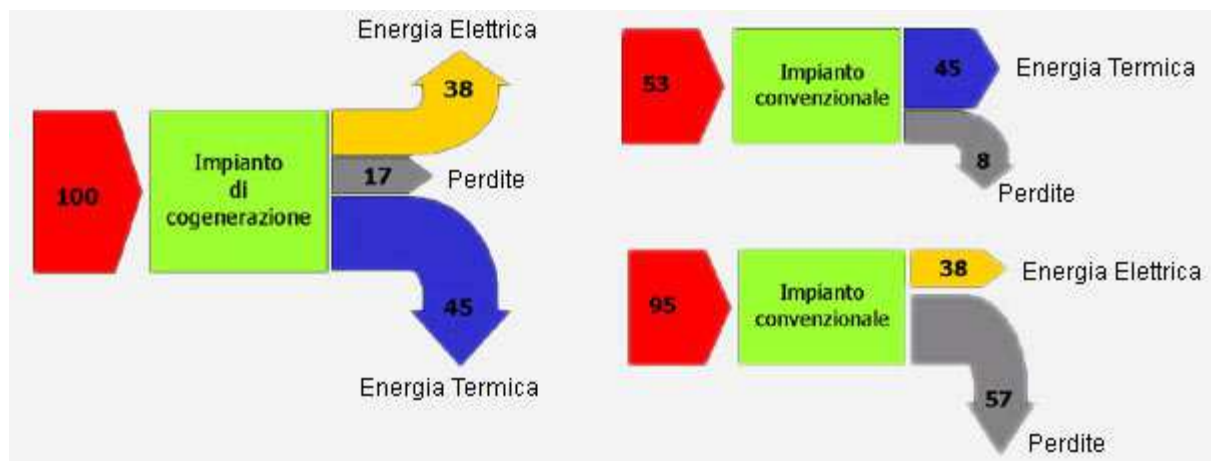 Energia Elettrica
38
100
Impianto
di
cogenerazione
17
Perdite
45
Energia Termica
53
Impianto
convenzionale
45
Energia Termica
8
Perdite
95
Impianto
convenzionale
38
Energia Elettrica
57
Perdite